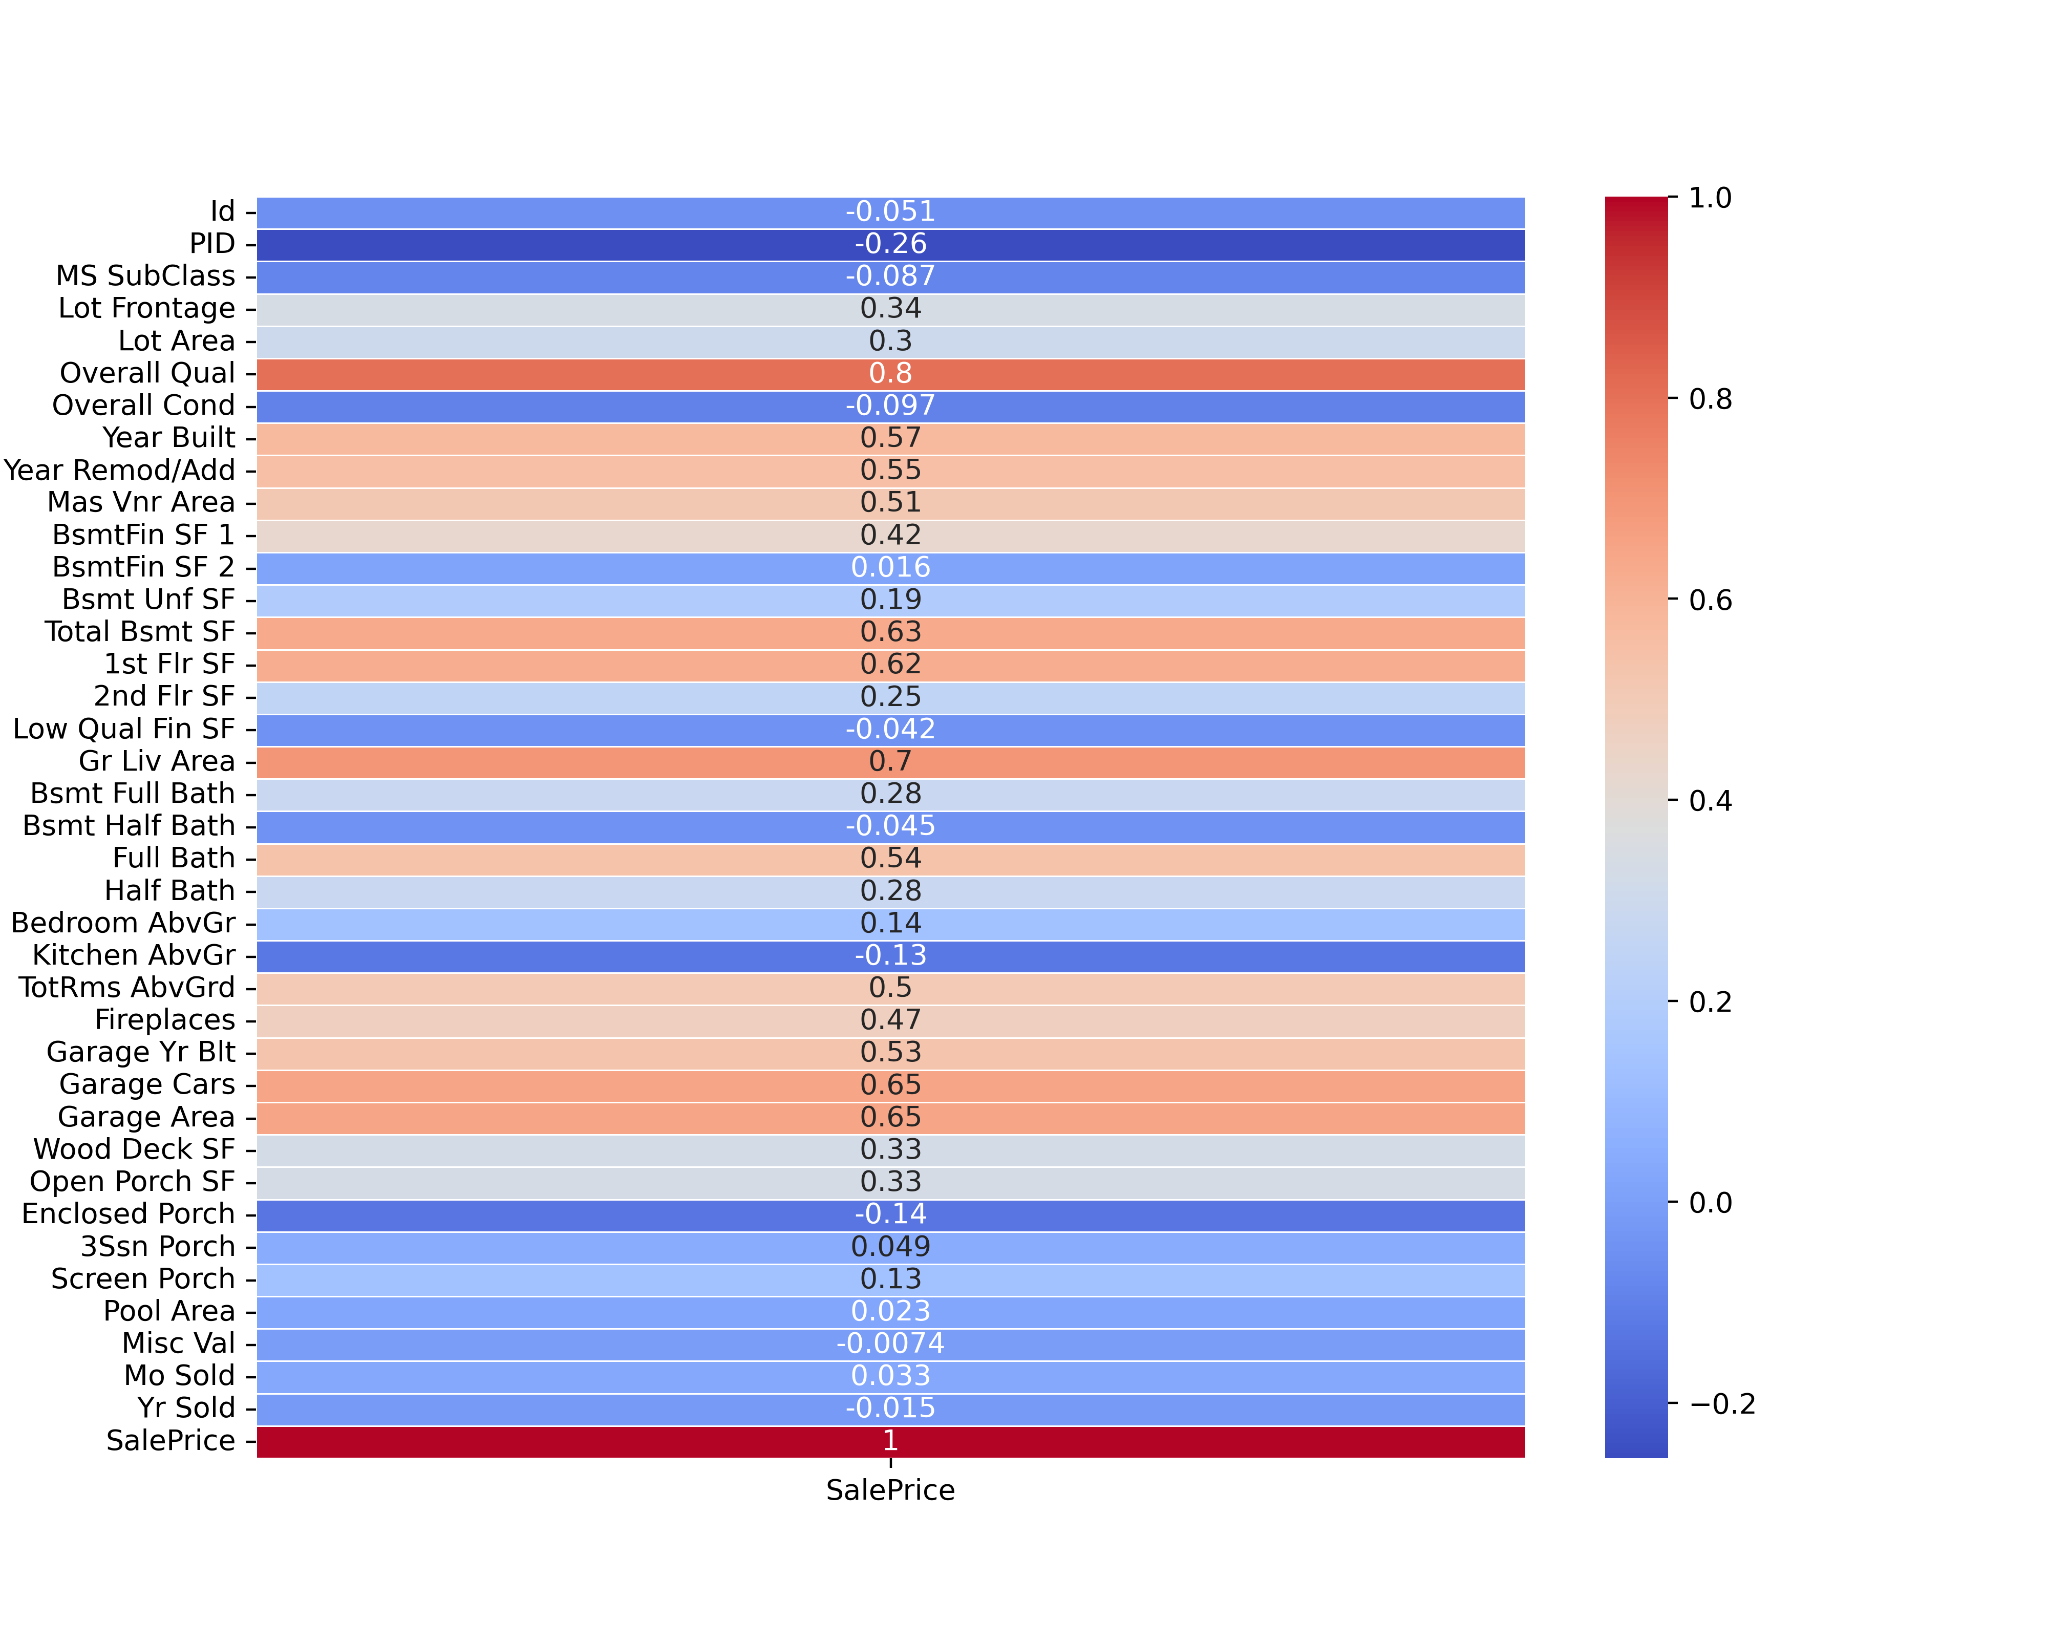 Id -0.051
PID -0.26
MS SubClass -0.087
Lot Frontage 0.34
Lot Area 0.3
Overall Qual 0.8
Overall Cond -0.097
Year Built 0.57
Year Remod/Add 0.55
Mas Vnr Area 0.51
BsmtFin SF 1 0.42
BsmtFin SF 2 0.016
Bsmt Unf SF 0.19
Total Bsmt SF 0.63
1st Flr SF 0.62
2nd Flr SF 0.25
Low Qual Fin SF -0.042
Gr Liv Area 0.7
Bsmt Full Bath 0.28
Bsmt Half Bath -0.045
Full Bath 0.54
Half Bath 0.28
Bedroom AbvGr 0.14
Kitchen AbvGr -0.13
TotRms AbvGrd 0.5
Fireplaces 0.47
Garage Yr Blt 0.53
Garage Cars 0.65
Garage Area 0.65
Wood Deck SF 0.33
Open Porch SF 0.33
Enclosed Porch -0.14
3Ssn Porch 0.049
Screen Porch 0.13
Pool Area 0.023
Misc Val -0.0074
Mo Sold 0.033
Yr Sold -0.015
SalePrice 1
SalePrice
1.0
0.8
0.6
0.4
0.2
0.0
−0.2